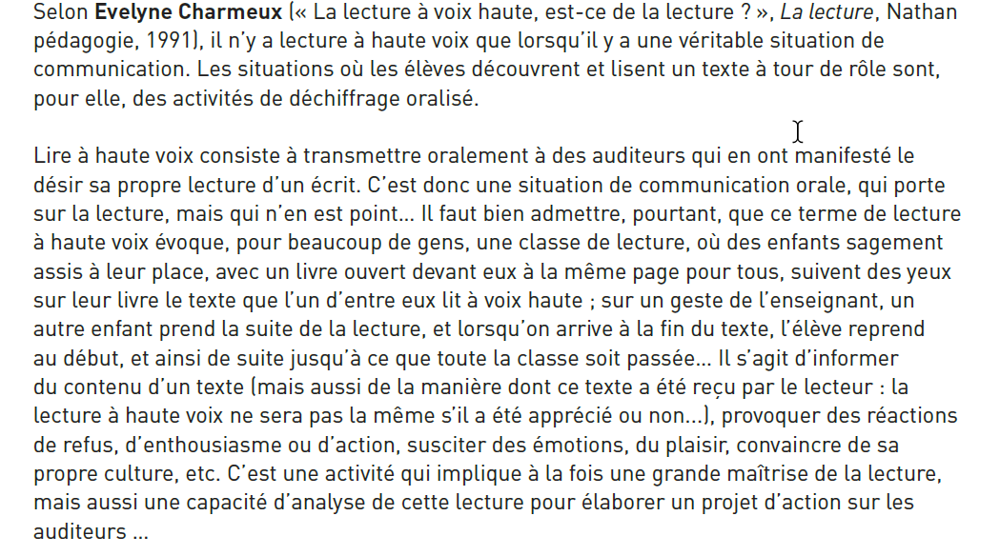 Selon Evelyne Charmeux (« La lecture à voix haute, est-ce de la lecture ? », La lecture, Nathan
pédagogie, 1991), il n’y a lecture à haute voix que lorsqu’il y a une véritable situation de
communication. Les situations où les élèves découvrent et lisent un texte à tour de rôle sont,
pour elle, des activités de déchiffrage oralisé.
Lire à haute voix consiste à transmettre oralement à des auditeurs qui en ont manifesté le
désir sa propre lecture d’un écrit. C’est donc une situation de communication orale, qui porte
sur la lecture, mais qui n’en est point... Il faut bien admettre, pourtant, que ce terme de lecture
à haute voix évoque, pour beaucoup de gens, une classe de lecture, où des enfants sagement
assis à leur place, avec un livre ouvert devant eux à la même page pour tous, suivent des yeux
sur leur livre le texte que l’un d’entre eux lit à voix haute ; sur un geste de l’enseignant, un
autre enfant prend la suite de la lecture, et lorsqu’on arrive à la fin du texte, l’élève reprend
au début, et ainsi de suite jusqu’à ce que toute la classe soit passée... Il s’agit d’informer
du contenu d’un texte (mais aussi de la manière dont ce texte a été reçu par le lecteur : la
lecture à haute voix ne sera pas la même s’il a été apprécié ou non...), provoquer des réactions
de refus, d’enthousiasme ou d’action, susciter des émotions, du plaisir, convaincre de sa
propre culture, etc. C’est une activité qui implique à la fois une grande maîtrise de la lecture,
mais aussi une capacité d’analyse de cette lecture pour élaborer un projet d’action sur les
auditeurs ...